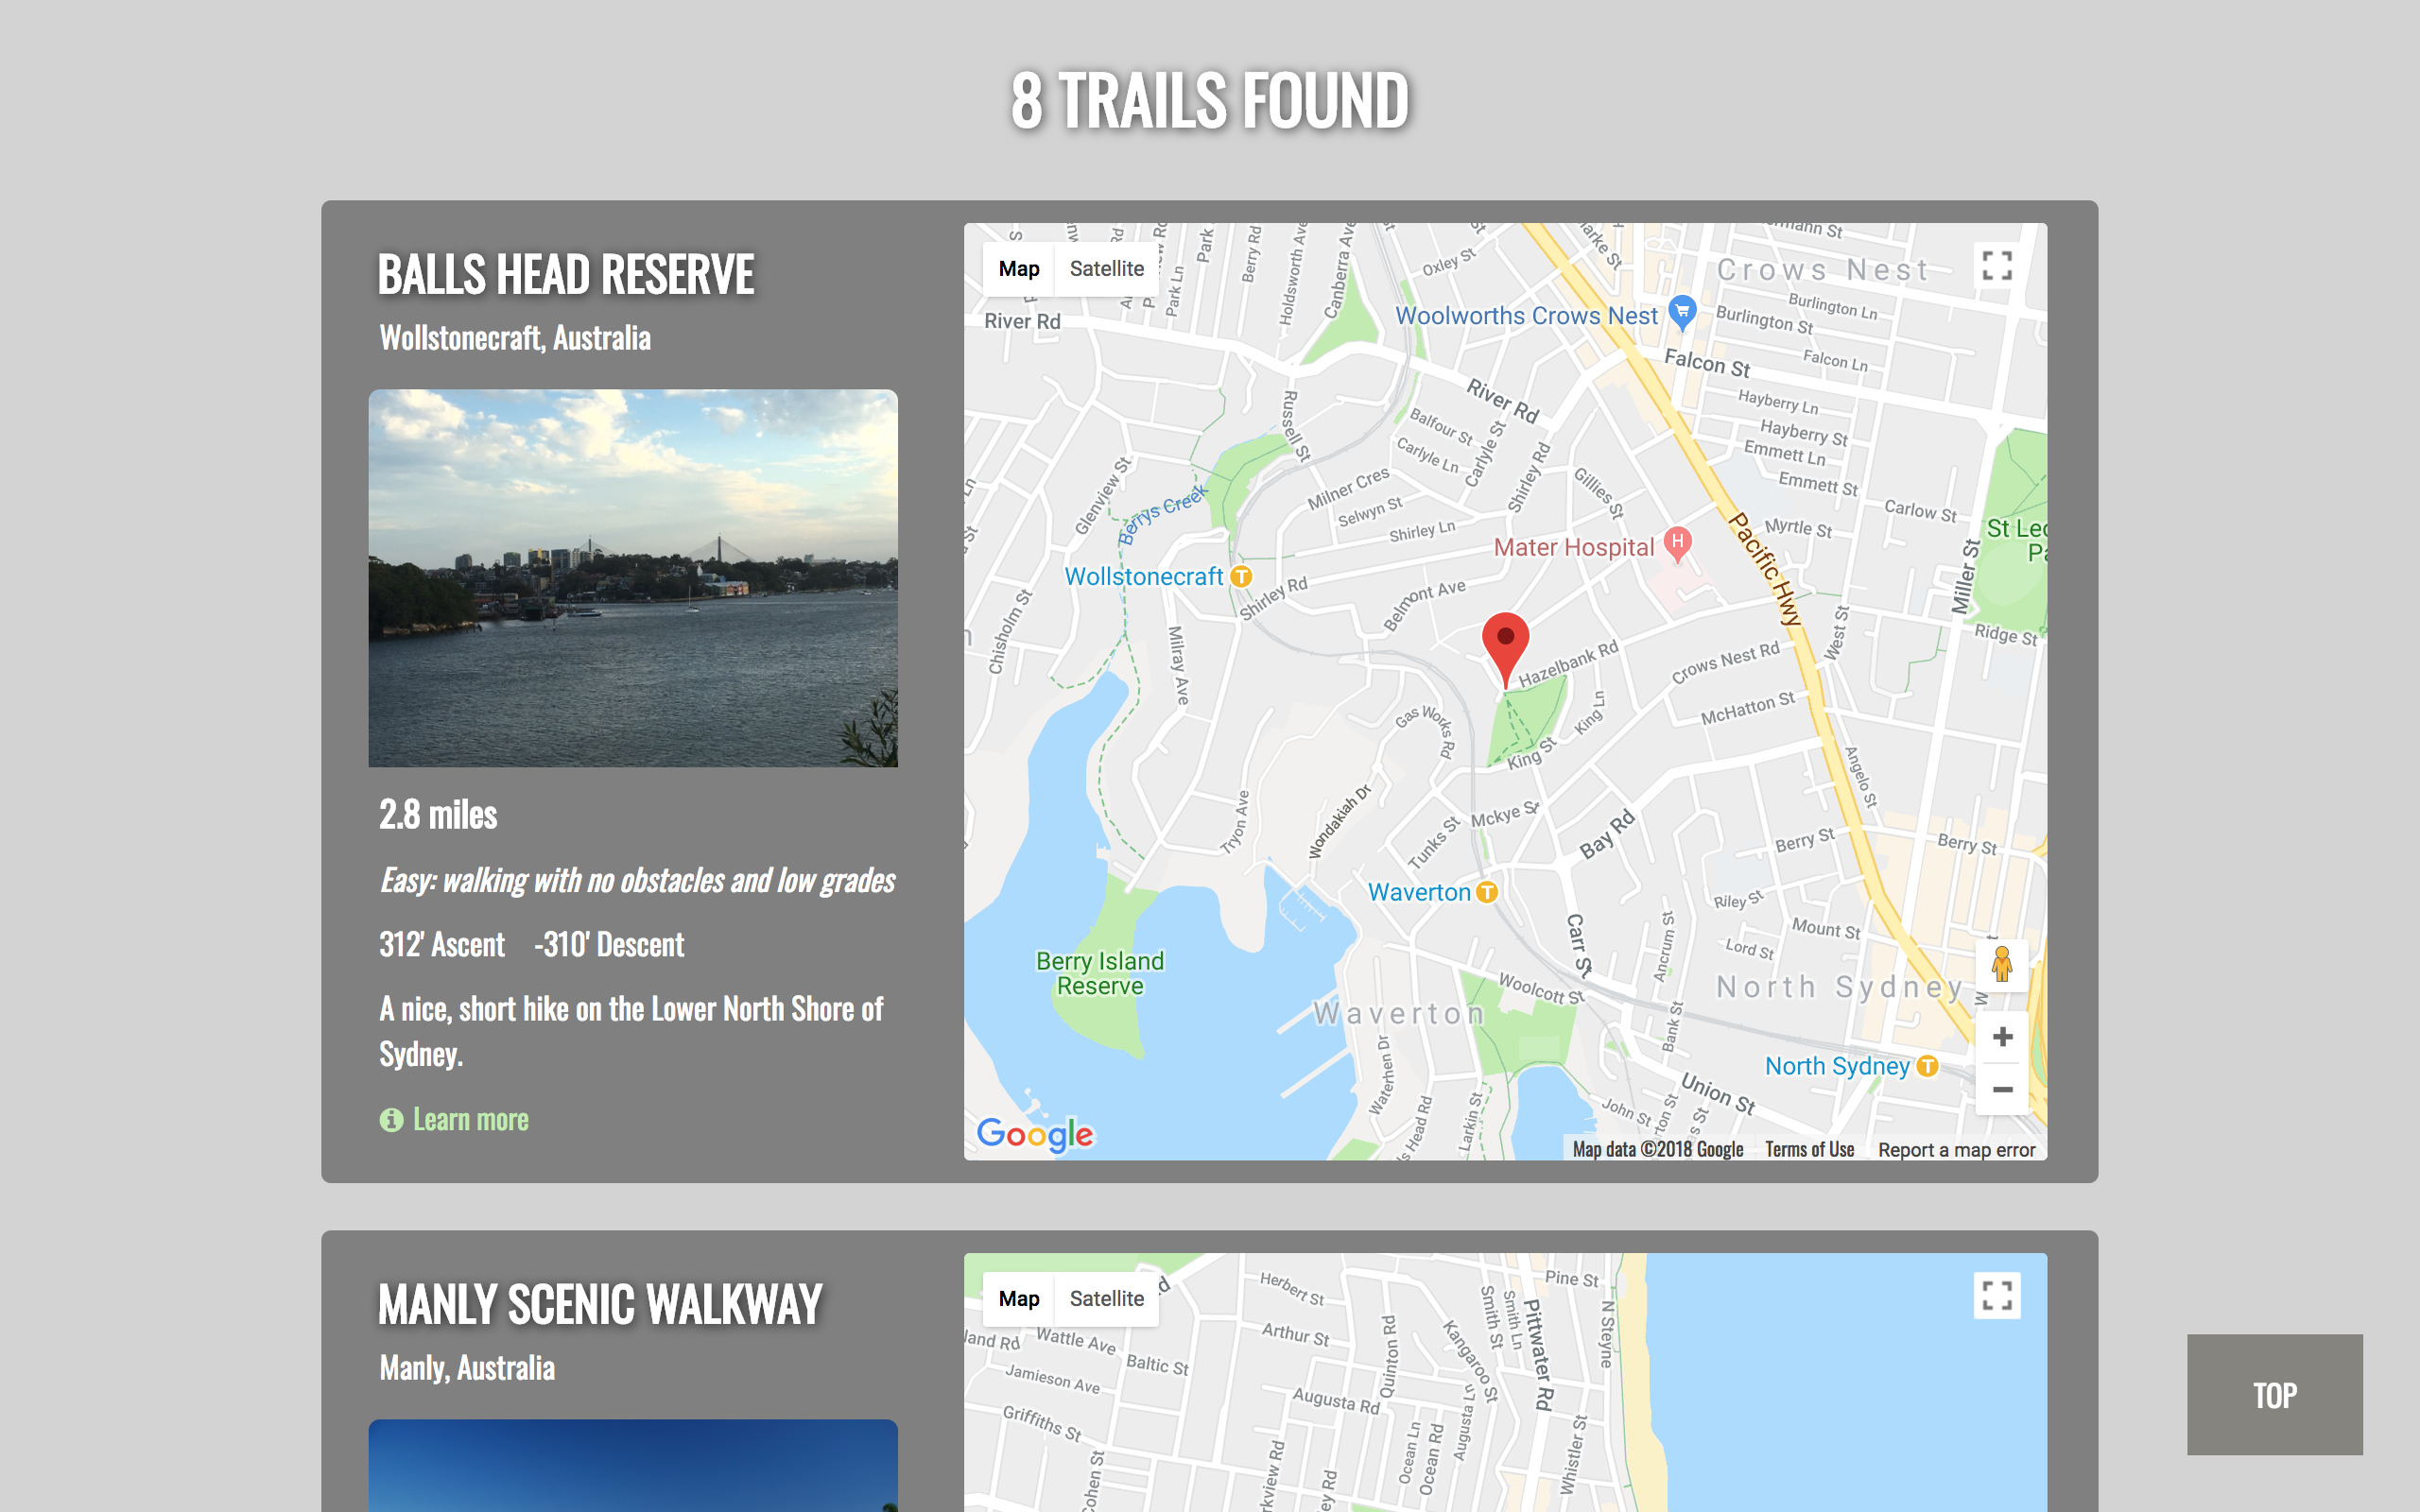 8 TRAILS FOUND
BALLS HEAD RESERVE
Wollstonecraft, Australia
2.8 miles
Easy: walking with no obstacles and low grades
312' Ascent -310' Descent
A nice, short hike on the Lower North Shore of
Sydney.
Learn more
Map Satellite
Crows Nest
River Rd
Park Ln
Berry Rd
Holdsworth Ave
Canberra Ave
Oxley St
Woolworths Crows Nest
Burlington Ln
Burlington St
Falcon St
Falcon Ln
River Rd
Russell St
Balfour St
Carlyle Ln
Carlyle St
Shirley Rd
Hayberry Ln
Hayberry St
Emmett Ln
Emmett St
Carlow St
Myrtle St
Glenview St
Berrys Creek
Milner Cres
Selwyn St
Shirley Ln
Gillies St
Pacific Hwy
Miller St
Mater Hospital
H
Wollstonecraft T
Shirley Rd
Belmont Ave
Chisholm St
Milray Ave
Hazelbank Rd
Crows Nest Rd
West St
Ridge St
Gas Works Rd
King Ln
King St
McHatton St
Angelo St
Tryon Ave
Wondakiah Dr
Tunks St
Mckye St
Bay Rd
Berry St
Berry St
Waverton T
Riley St
Mount St
Lord St
Carr St
Ancrum St
Berry Island
Reserve
Woolcott St
North Sydney
Waverton
Bank St
Waterhen Dr
North Sydney T
Larkin St
Union St
John St
Google
Map data ©2018 Google Terms of Use Report a map error
MANLY SCENIC WALKWAY
Manly, Australia
Map Satellite
Herbert St
Pine St
Smith St
Smith Ln
Pittwater Rd
N Steyne
Wattle Ave
Arthur St
Baltic St
Quinton Rd
Kangaroo St
Jamieson Ave
Augusta Rd
Griffiths St
Ocean Ln
Ocean Rd
Whistler St
TOP